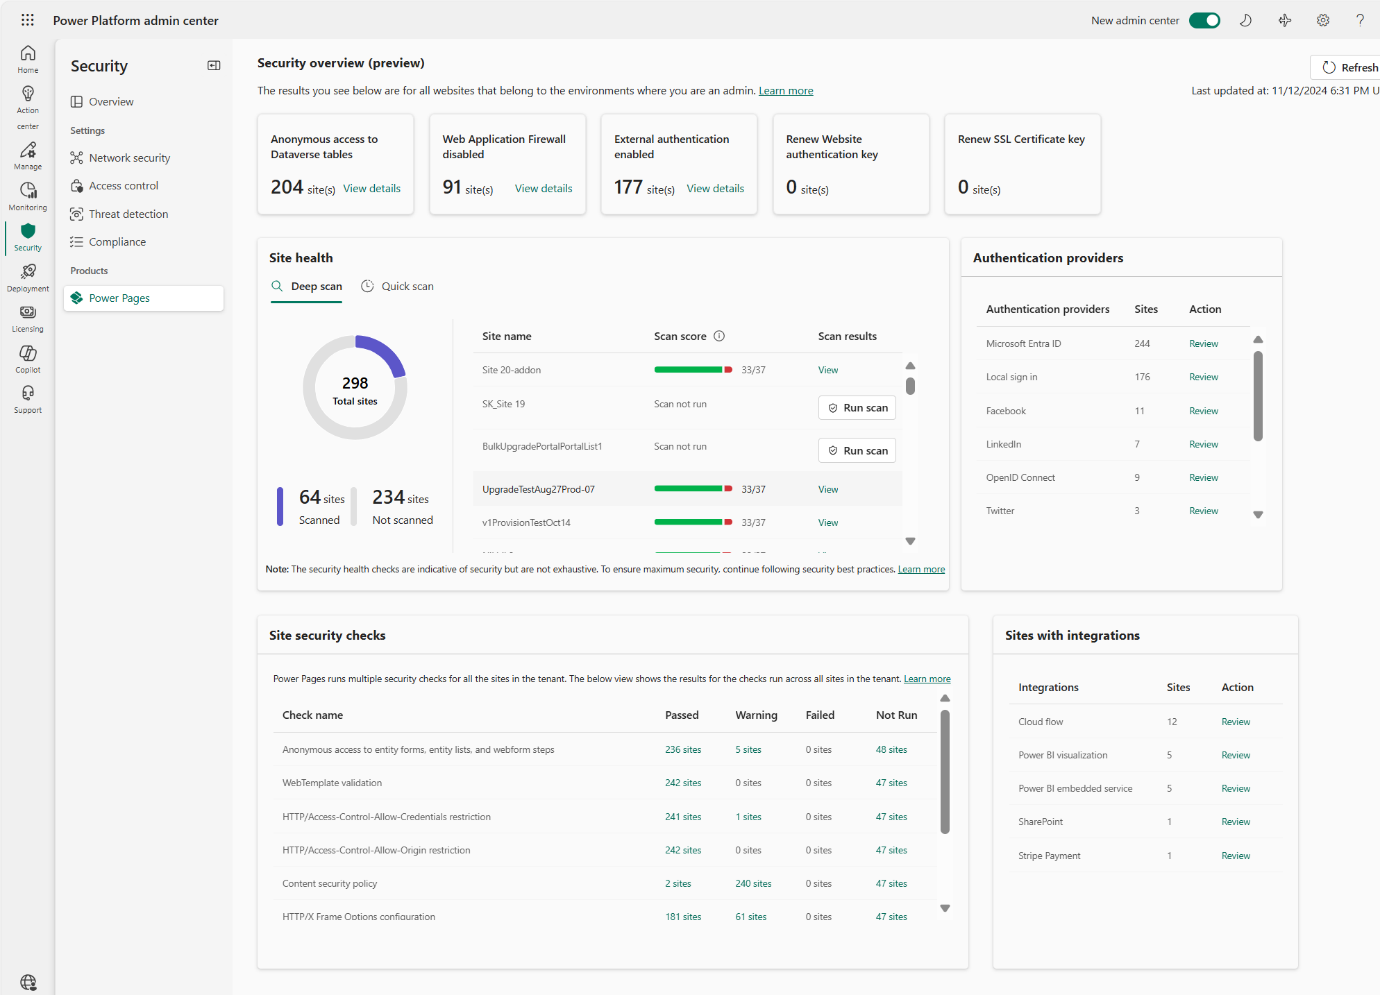 Power Platform admin center
New admin center
Home
Action center
Manage
Monitoring
Security
Deployment
Licensing
Copilot
Support
Security
Overview
Settings
Network security
Access control
Threat detection
Compliance
Products
Power Pages
Security overview (preview)
Refresh
The results you see below are for all websites that belong to the environments where you are an admin. Learn more
Last updated at: 11/12/2024 6:31 PM U
Anonymous access to
Dataverse tables
204 site(s) View details
Web Application Firewall
disabled
91 site(s) View details
External authentication
enabled
177 site(s) View details
Renew Website
authentication key
0 site(s)
Renew SSL Certificate key
0 site(s)
Site health
Deep scan Quick scan
298
Total sites
64 sites
Scanned
234 sites
Not scanned
Site name Scan score Scan results
Site 20-addon 33/37 View
SK_Site 19 Scan not run Run scan
BulkUpgradePortalPortalList1 Scan not run Run scan
UpgradeTestAug27Prod-07 33/37 View
v1ProvisionTestOct14 33/37 View
Note: The security health checks are indicative of security but are not exhaustive. To ensure maximum security, continue following security best practices. Learn more
Authentication providers
Authentication providers Sites Action
Microsoft Entra ID 244 Review
Local sign in 176 Review
Facebook 11 Review
LinkedIn 7 Review
OpenID Connect 9 Review
Twitter 3 Review
Site security checks
Power Pages runs multiple security checks for all the sites in the tenant. The below view shows the results for the checks run across all sites in the tenant. Learn more
Check name Passed Warning Failed Not Run
Anonymous access to entity forms, entity lists, and webform steps 236 sites 5 sites 0 sites 48 sites
WebTemplate validation 242 sites 0 sites 0 sites 47 sites
HTTP/Access-Control-Allow-Credentials restriction 241 sites 1 sites 0 sites 47 sites
HTTP/Access-Control-Allow-Origin restriction 242 sites 0 sites 0 sites 47 sites
Content security policy 2 sites 240 sites 0 sites 47 sites
HTTP/X Frame Options configuration 181 sites 61 sites 0 sites 47 sites
Sites with integrations
Integrations Sites Action
Cloud flow 12 Review
Power BI visualization 5 Review
Power BI embedded service 5 Review
SharePoint 1 Review
Stripe Payment 1 Review